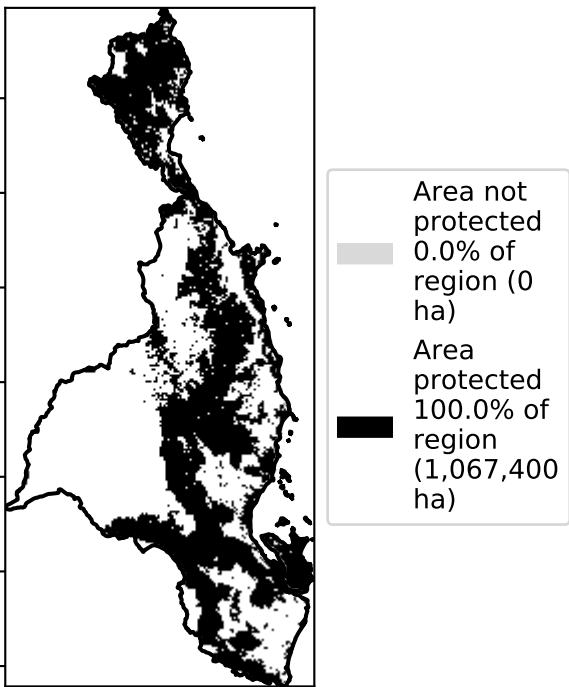 Area not
protected
0.0% of
region (0
ha)
Area
protected
100.0% of
region
(1,067,400
ha)